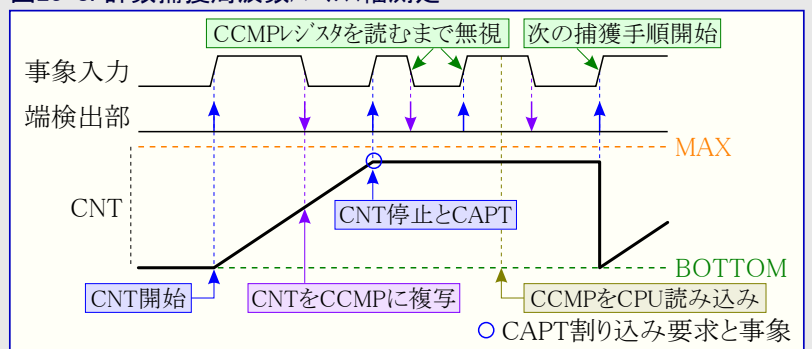 CCMPﾚｼﾞｽﾀを読むまで無視
次の捕獲手順開始
事象入力
端検出部
MAX
CNT
CNT停止とCAPT
BOTTOM
CNT開始
CNTをCCMPに複写
CCMPをCPU読み込み
CAPT割り込み要求と事象